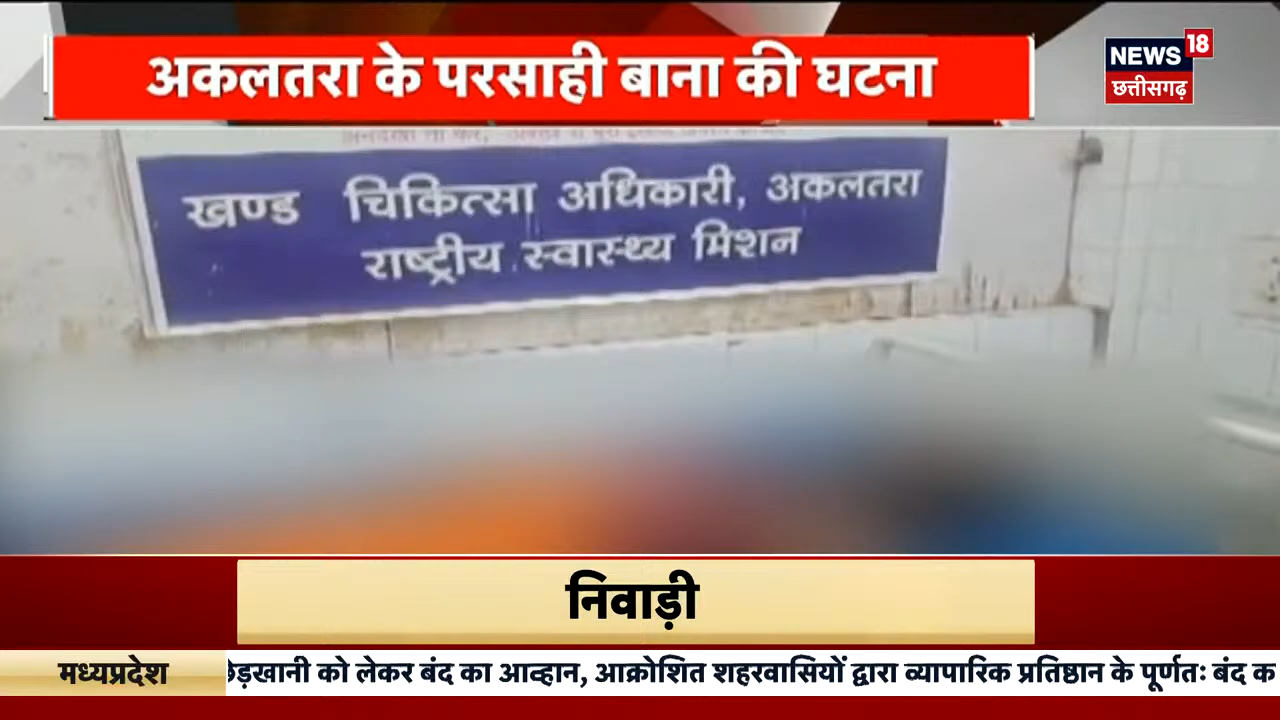 अकलतरा के परसाही बाना की घटना
NEWS 18
छत्तीसगढ़
खण्ड चिकित्सा अधिकारी, अकलतरा
राष्ट्रीय स्वास्थ्य मिशन
निवाड़ी
मध्यप्रदेश
को लेकर बंद का आव्हान, आक्रोशित शहरवासियों द्वारा व्यापारिक प्रतिष्ठान के पूर्णतः बंद